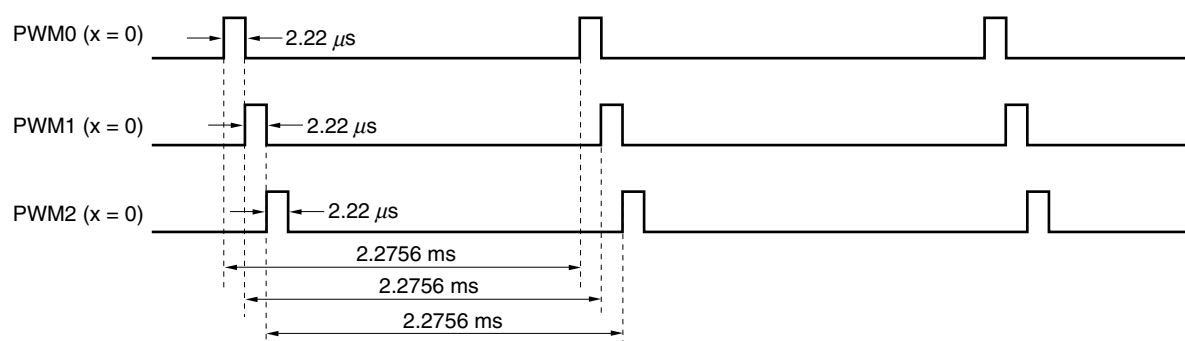 PWM0 (x = 0)
2.22 μs
PWM1 (x = 0)
2.22 μs
PWM2 (x = 0)
2.22 μs
2.2756 ms
2.2756 ms
2.2756 ms